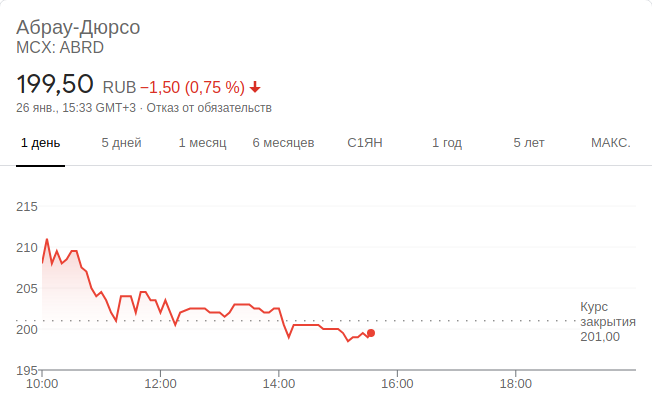 Абрау-Дюрсо
MCX: ABRD
199,50 RUB −1,50 (0,75 %)
26 янв., 15:33 GMT+3 · Отказ от обязательств
1 день 5 дней 1 месяц 6 месяцев С1ЯН 1 год 5 лет МАКС.
215
210
205
200
195
Курс
закрытия
201,00
10:00 12:00 14:00 16:00 18:00